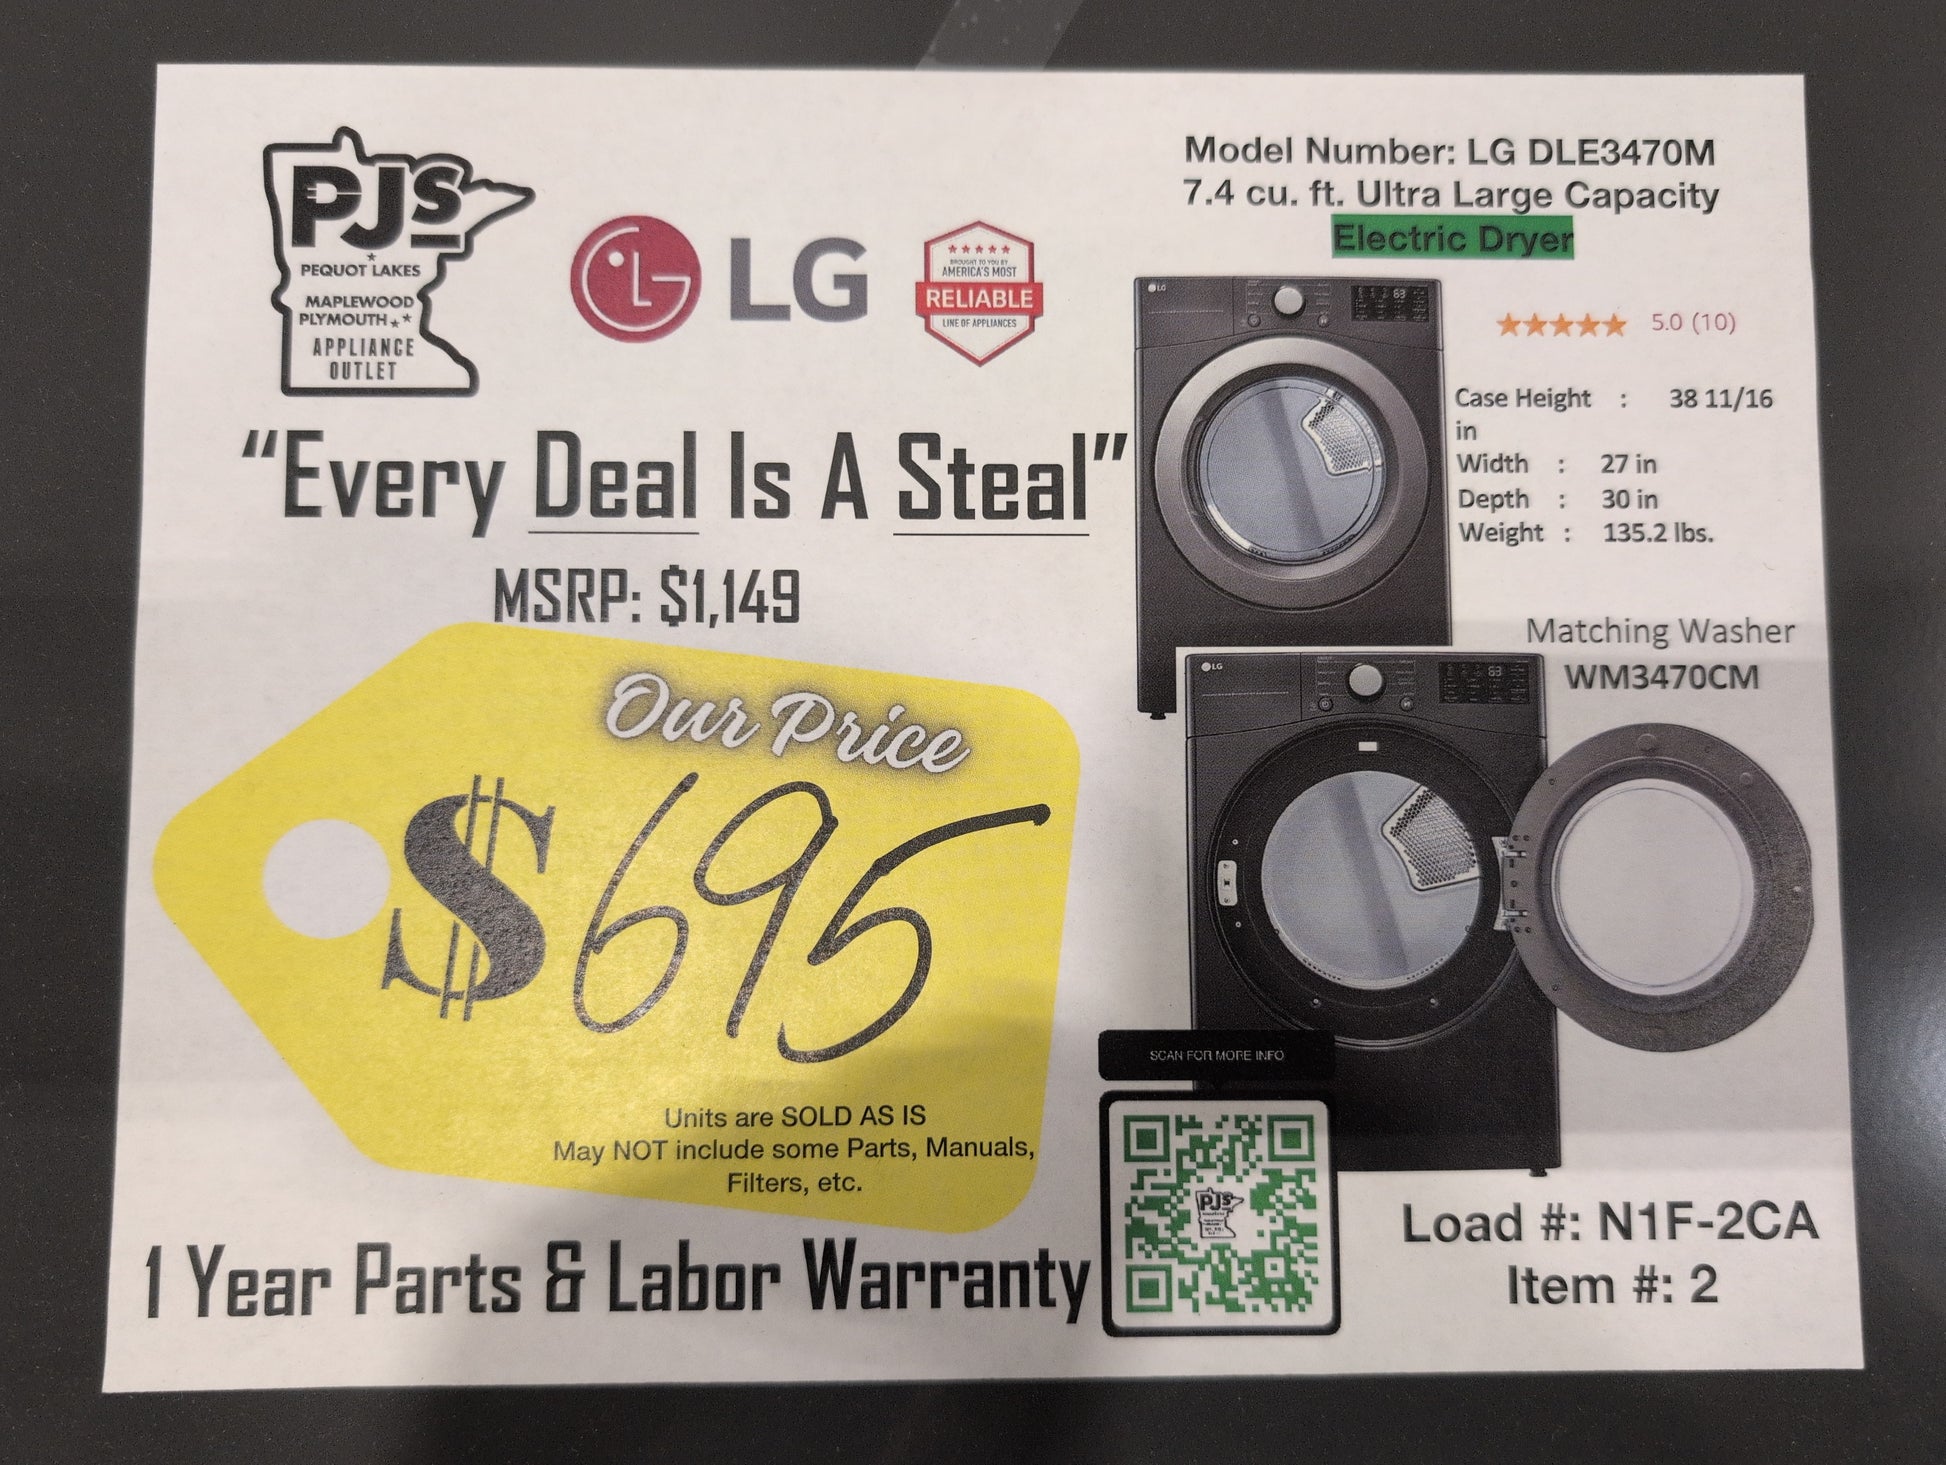 PJS
PEQUOT LAKES
MAPLEWOOD
PLYMOUTH
APPLIANCE
OUTLET
LG
BROUGHT TO YOU BY
AMERICA'S MOST
RELIABLE
LINE OF APPLIANCES
Model Number: LG DLE3470M
7.4 cu. ft. Ultra Large Capacity
Electric Dryer
LG
5.0 (10)
Case Height : 38 11/16
in
Width : 27 in
Depth : 30 in
Weight : 135.2 lbs.
"Every Deal Is A Steal"
MSRP: $1,149
Our Price
$695
Units are SOLD AS IS
May NOT include some Parts, Manuals,
Filters, etc.
1 Year Parts & Labor Warranty
Matching Washer
WM3470CM
LG
SCAN FOR MORE INFO
PJS
Load #: N1F-2CA
Item #: 2